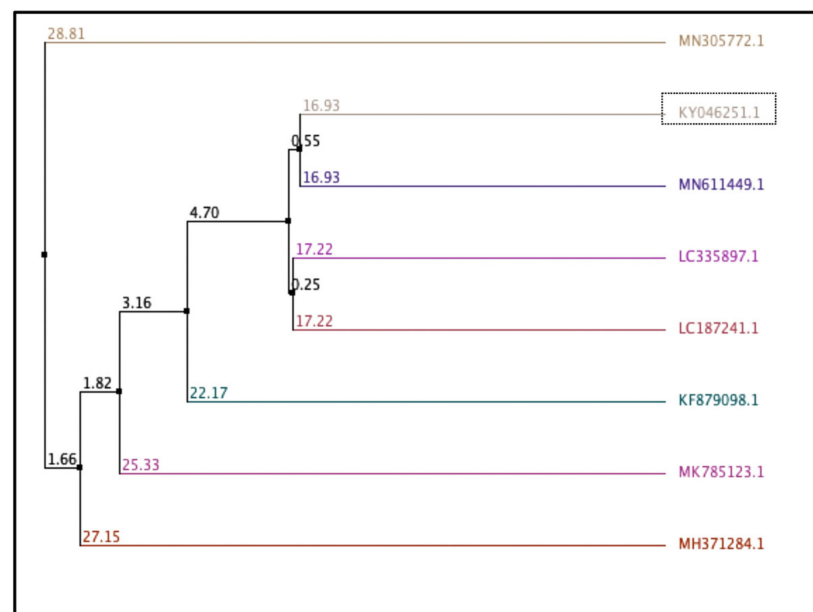 28.81 MN305772.1
16.93 KY046251.1
0.55
16.93 MN611449.1
4.70
17.22 LC335897.1
0.25
3.16
17.22 LC187241.1
1.82
22.17 KF879098.1
1.66
25.33 MK785123.1
27.15 MH371284.1